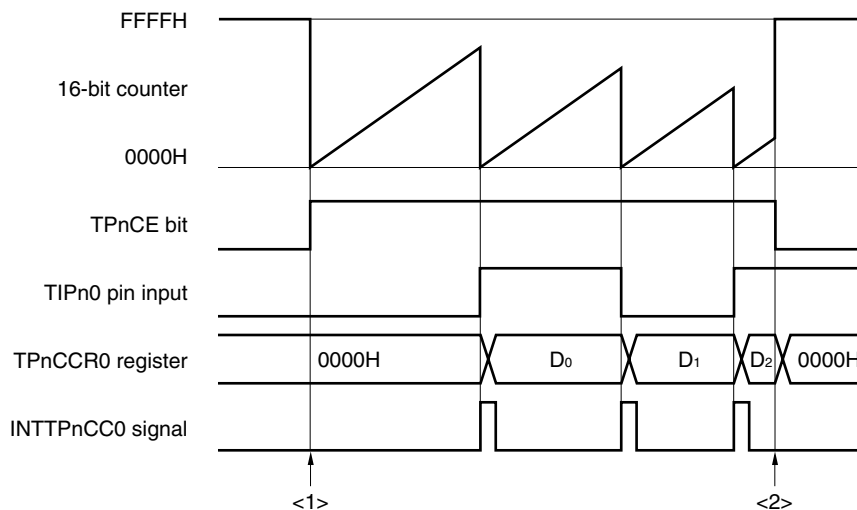 FFFFH
16-bit counter
0000H
TPnCE bit
TIPn0 pin input
TPnCCR0 register
0000H D0 D1 D2 0000H
INTTPnCC0 signal
<1> <2>